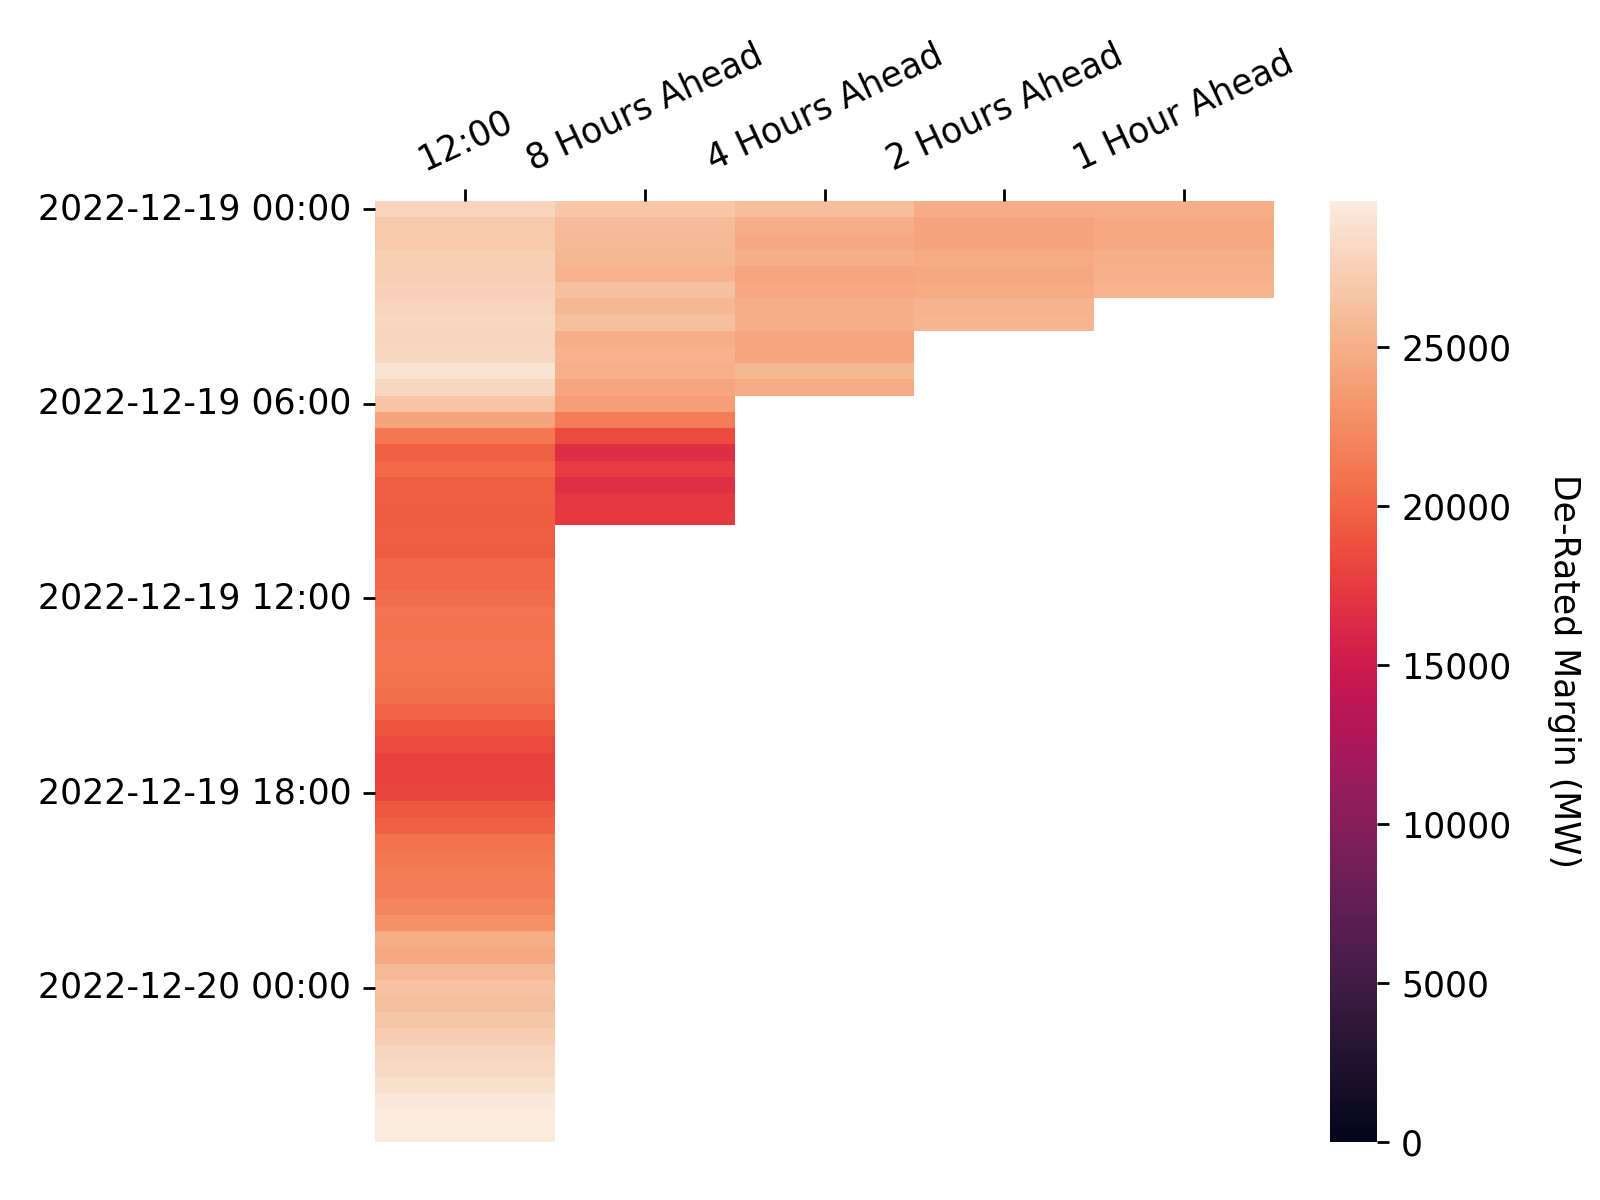 12:00
8 Hours Ahead
4 Hours Ahead
2 Hours Ahead
1 Hour Ahead
2022-12-19 00:00
2022-12-19 06:00
2022-12-19 12:00
2022-12-19 18:00
2022-12-20 00:00
25000
20000
15000
10000
5000
0
De-Rated Margin (MW)